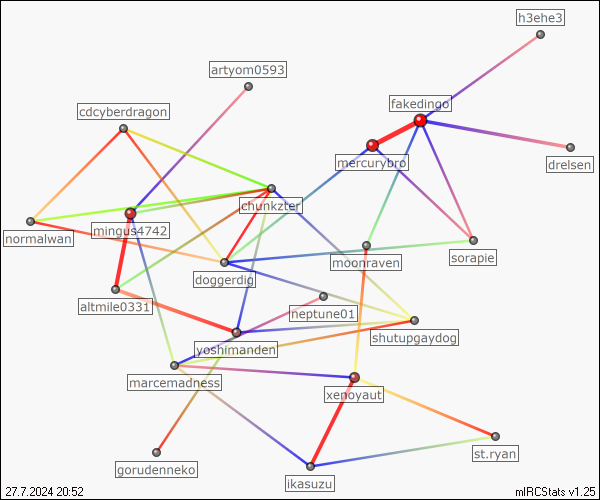 h3ehe3
artyom0593
fakedingo
cdcyberdragon
mercurybro
drelsen
chunkzter
mingus4742
normalwan
moonraven
sorapie
doggerdig
altmile0331
neptune01
shutupgaydog
yoshimanden
marcemadness
xenoyaut
st.ryan
gorudenneko
ikasuzu
27.7.2024 20:52
mIRCStats v1.25